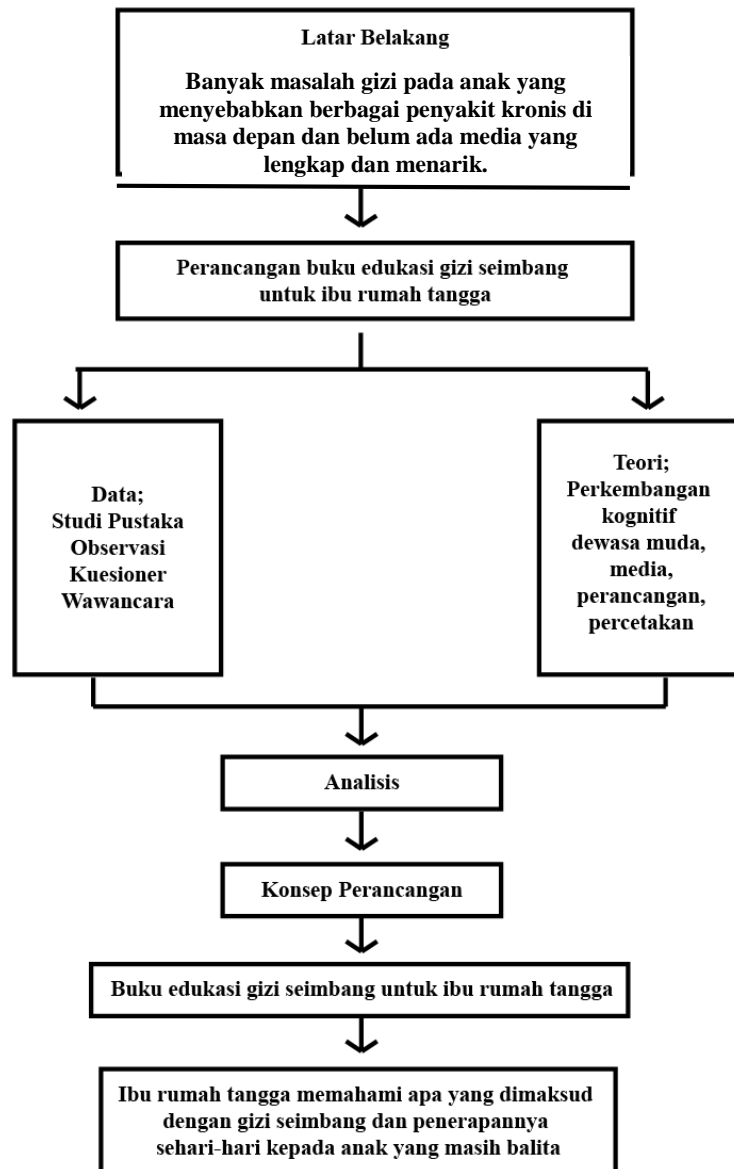 Latar Belakang
Banyak masalah gizi pada anak yang
menyebabkan berbagai penyakit kronis di
masa depan dan belum ada media yang
lengkap dan menarik.
Perancangan buku edukasi gizi seimbang
untuk ibu rumah tangga
Data;
Studi Pustaka
Observasi
Kuesioner
Wawancara
Teori;
Perkembangan
kognitif
dewasa muda,
media,
perancangan,
percetakan
Analisis
Konsep Perancangan
Buku edukasi gizi seimbang untuk ibu rumah tangga
Ibu rumah tangga memahami apa yang dimaksud
dengan gizi seimbang dan penerapannya
sehari-hari kepada anak yang masih balita